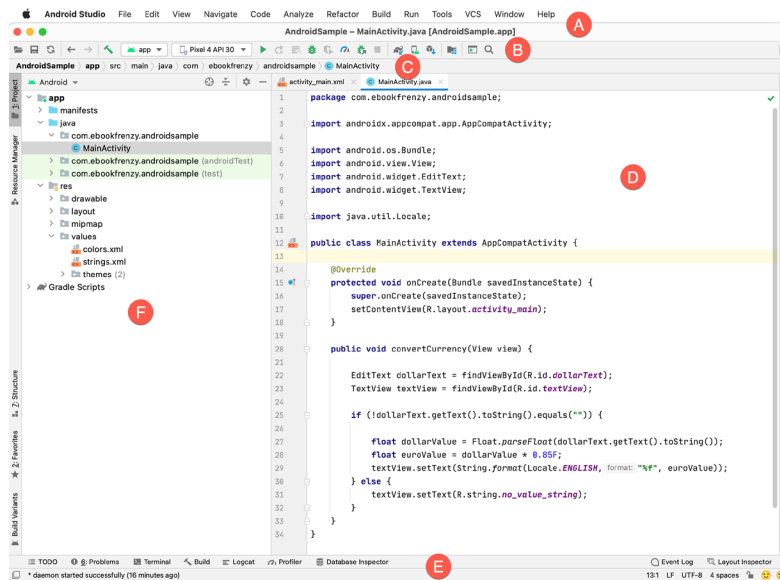 Android Studio File Edit View Navigate Code Analyze Refactor Build Run Tools VCS Window Help
A
AndroidSample – MainActivity.java [AndroidSample.app]
app Pixel 4 API 30
B
AndroidSample app src main java com ebookfrenzy androidsample MainActivity
C
Android
activity_main.xml MainActivity.java
1: Project
Resource Manager
Z: Structure
2: Favorites
Build Variants
app
manifests
java
com.ebookfrenzy.androidsample
MainActivity
com.ebookfrenzy.androidsample (androidTest)
com.ebookfrenzy.androidsample (test)
res
drawable
layout
mipmap
values
colors.xml
strings.xml
themes (2)
Gradle Scripts
F
1 package com.ebookfrenzy.androidsample;
2
3 import androidx.appcompat.app.AppCompatActivity;
4
5 import android.os.Bundle;
6 import android.view.View;
7 import android.widget.EditText;
8 import android.widget.TextView;
9
10 import java.util.Locale;
11
12 public class MainActivity extends AppCompatActivity {
13
14 @Override
15 protected void onCreate(Bundle savedInstanceState) {
16 super.onCreate(savedInstanceState);
17 setContentView(R.layout.activity_main);
18 }
19
20 public void convertCurrency(View view) {
21
22 EditText dollarText = findViewById(R.id.dollarText);
23 TextView textView = findViewById(R.id.textView);
24
25 if (!dollarText.getText().toString().equals("")) {
26
27 float dollarValue = Float.parseFloat(dollarText.getText().toString());
28 float euroValue = dollarValue * 0.85F;
29 textView.setText(String.format(Locale.ENGLISH, format: "%f", euroValue));
30 } else {
31 textView.setText(R.string.no_value_string);
32 }
33 }
34 }
D
TODO 6: Problems Terminal Build Logcat Profiler Database Inspector Event Log Layout Inspector
E
* daemon started successfully (16 minutes ago) 13:1 LF UTF-8 4 spaces